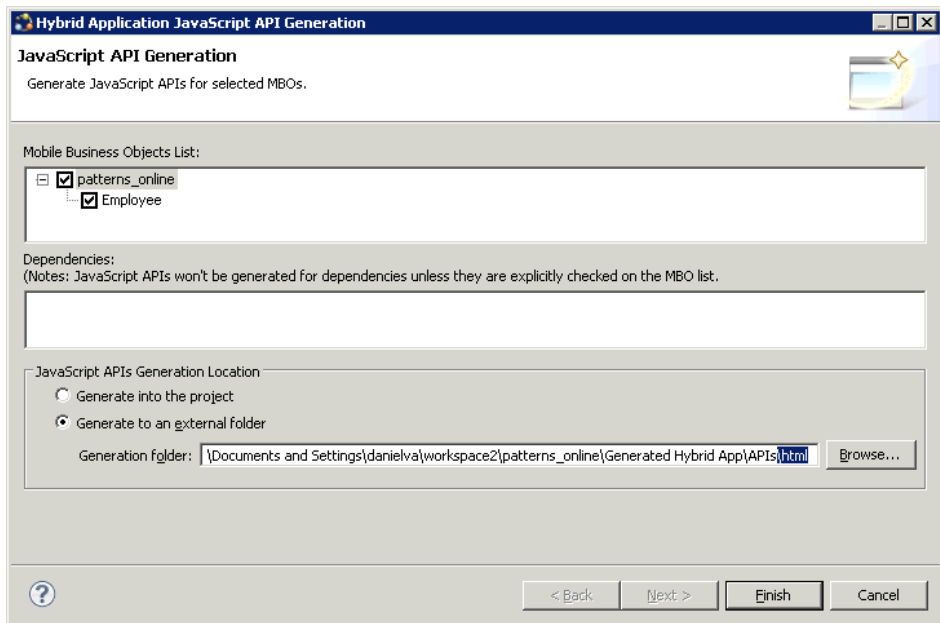 Hybrid Application JavaScript API Generation
JavaScript API Generation
Generate JavaScript APIs for selected MBOs.
Mobile Business Objects List:
patterns_online
Employee
Dependencies:
(Notes: JavaScript APIs won't be generated for dependencies unless they are explicitly checked on the MBO list.
JavaScript APIs Generation Location
Generate into the project
Generate to an external folder
Generation folder: \Documents and Settings\danielva\workspace2\patterns_online\Generated Hybrid App\APIs\html Browse...
? < Back Next > Finish Cancel